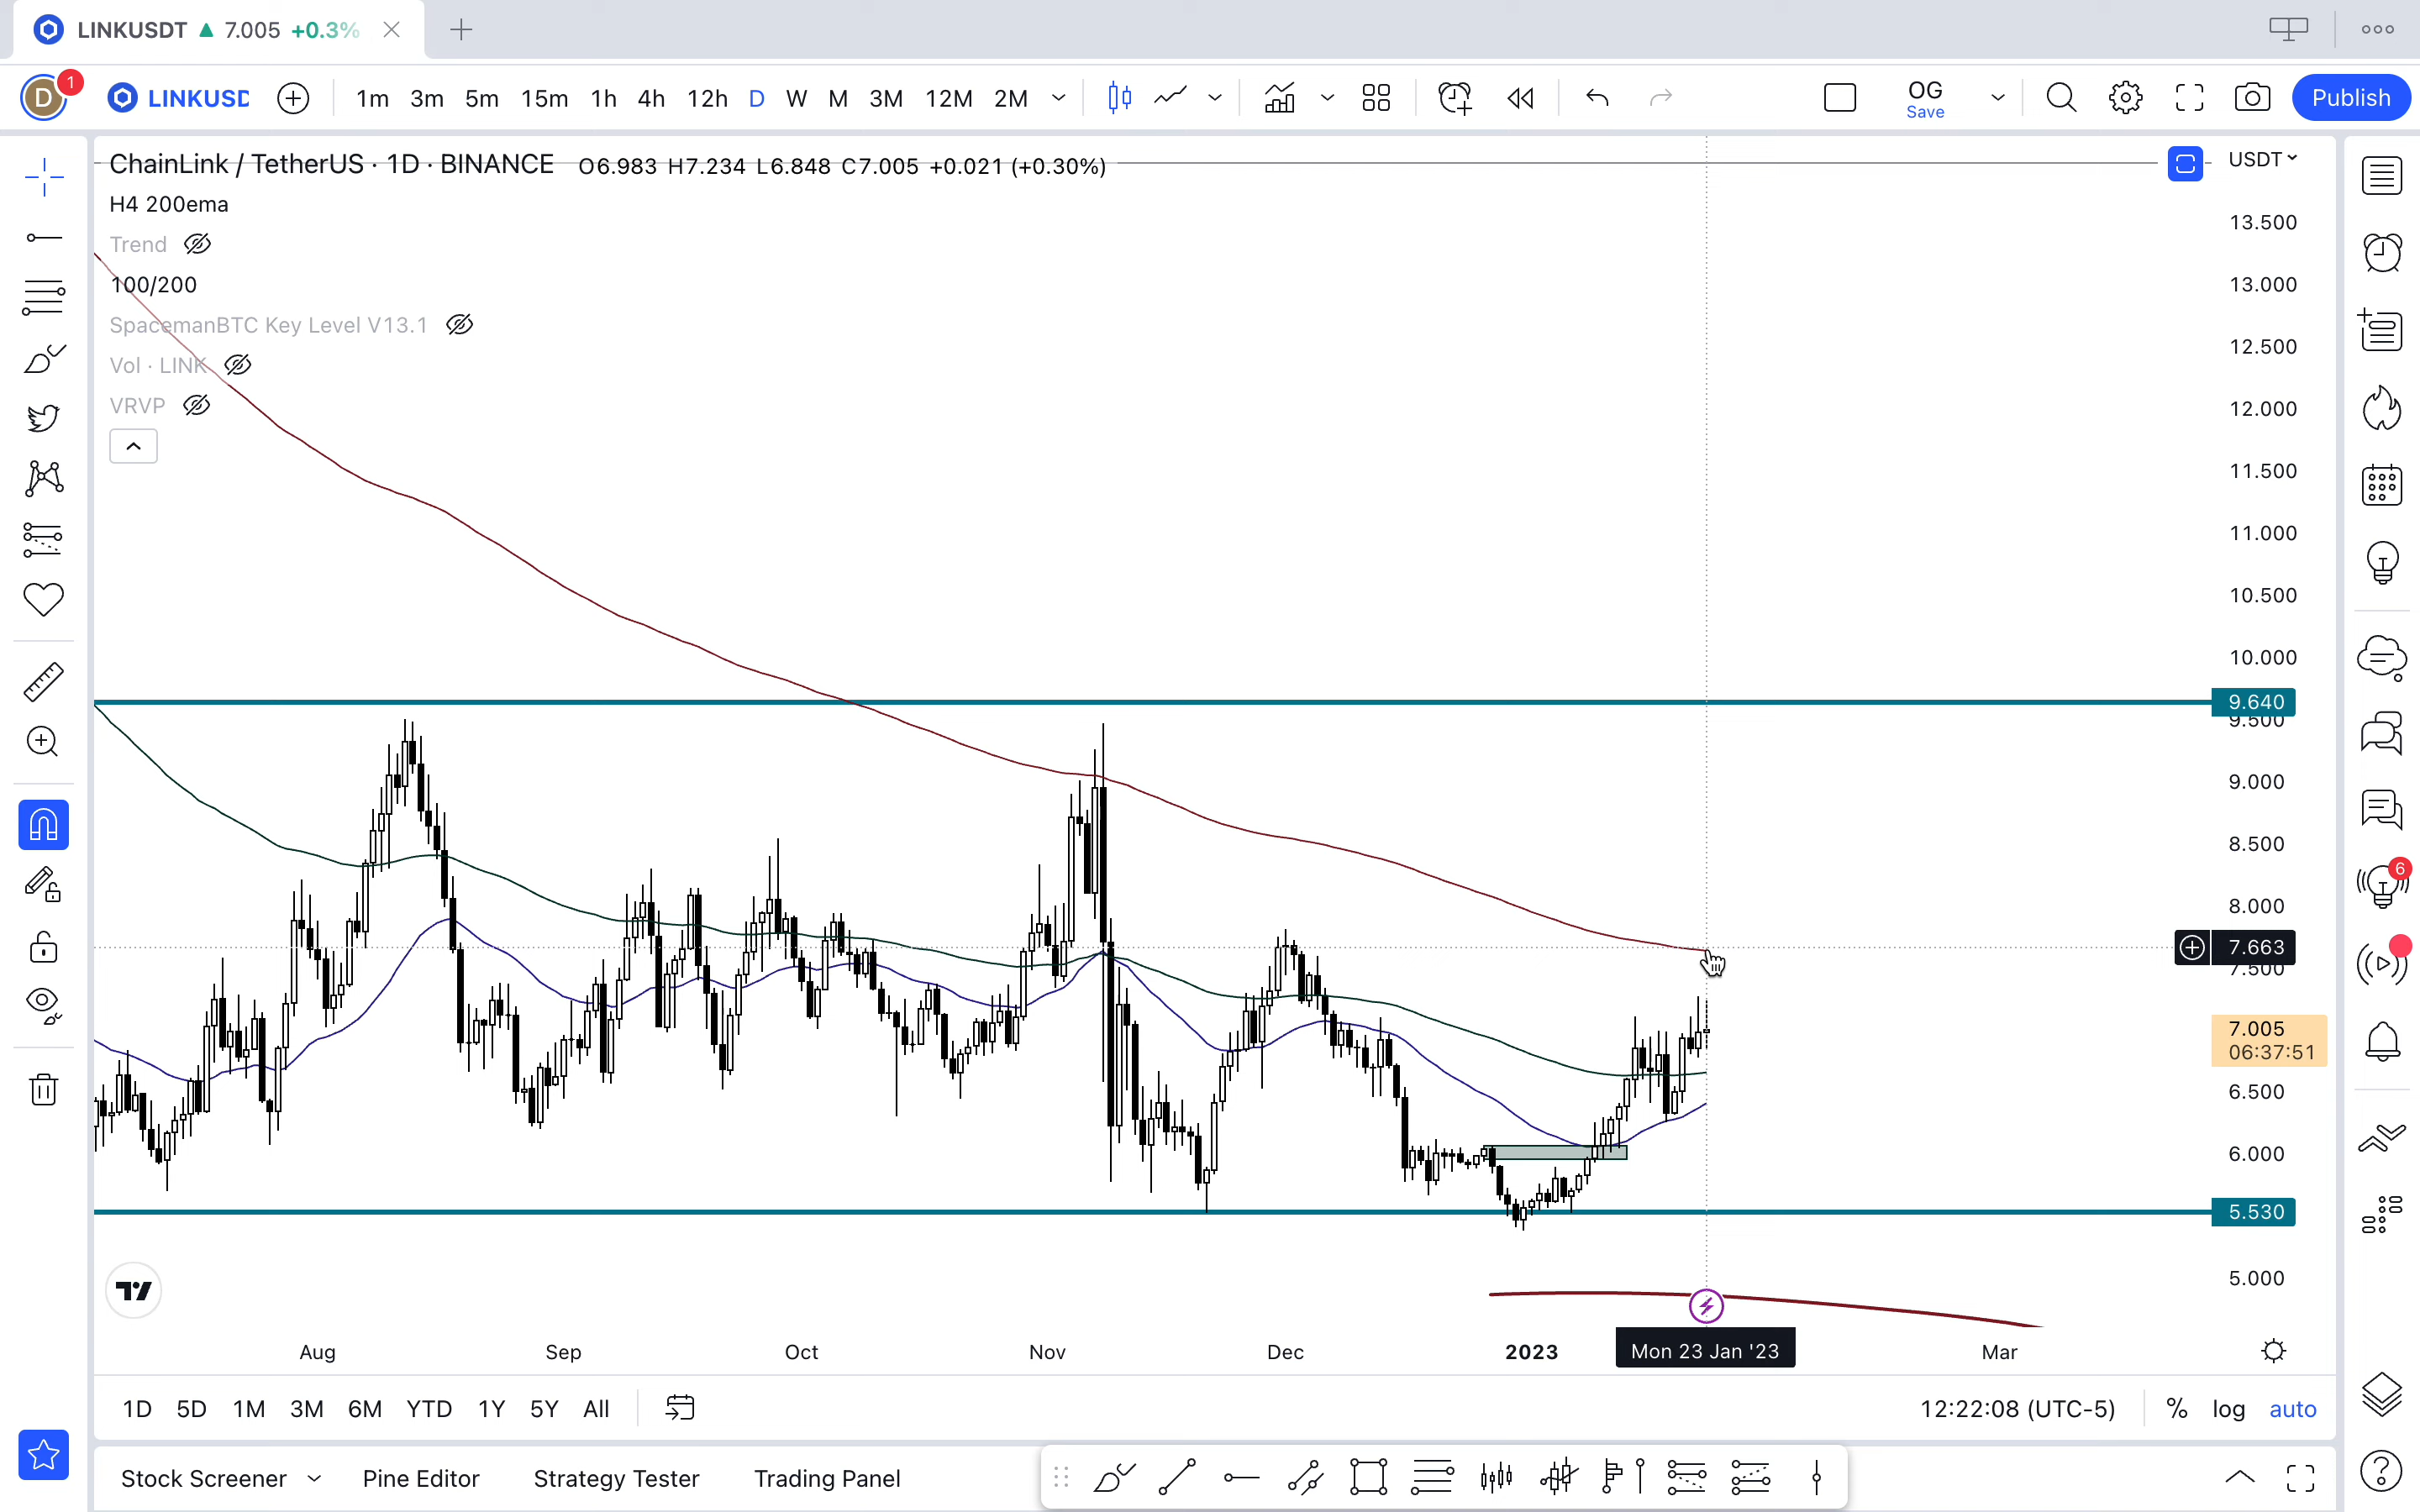 LINKUSDT ▲ 7.005 +0.3%
D 1 LINKUSD 1m 3m 5m 15m 1h 4h 12h D W M 3M 12M 2M OG Save Publish
ChainLink / TetherUS · 1D · BINANCE O6.983 H7.234 L6.848 C7.005 +0.021 (+0.30%) USDT
H4 200ema
Trend
100/200
SpacemanBTC Key Level V13.1
Vol · LINK
VRVP
13.500
13.000
12.500
12.000
11.500
11.000
10.500
10.000
9.640
9.500
9.000
8.500
6
8.000
7.663
7.500
7.005
06:37:51
6.500
6.000
5.530
5.000
Aug Sep Oct Nov Dec 2023 Mon 23 Jan '23 Mar
1D 5D 1M 3M 6M YTD 1Y 5Y All 12:22:08 (UTC-5) % log auto
Stock Screener Pine Editor Strategy Tester Trading Panel